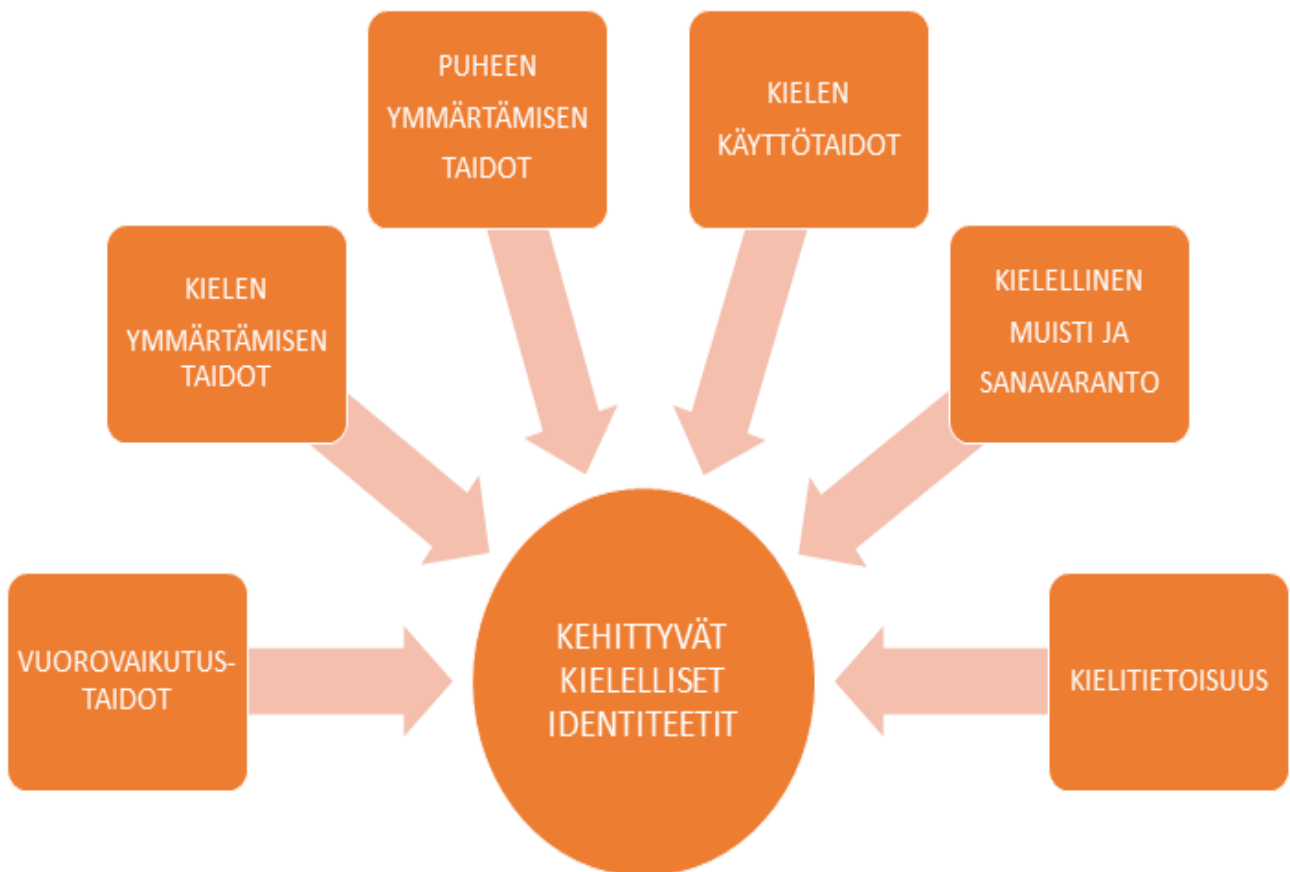 PUHEEN
YMMÄRTÄMISEN
TAIDOT
KIELEN
KÄYTTÖTAIDOT
KIELEN
YMMÄRTÄMISEN
TAIDOT
KIELELLINEN
MUISTI JA
SANAVARANTO
VUOROVAIKUTUS-
TAIDOT
KEHITTYVÄT
KIELELLISET
IDENTITEETIT
KIELITIETOISUUS